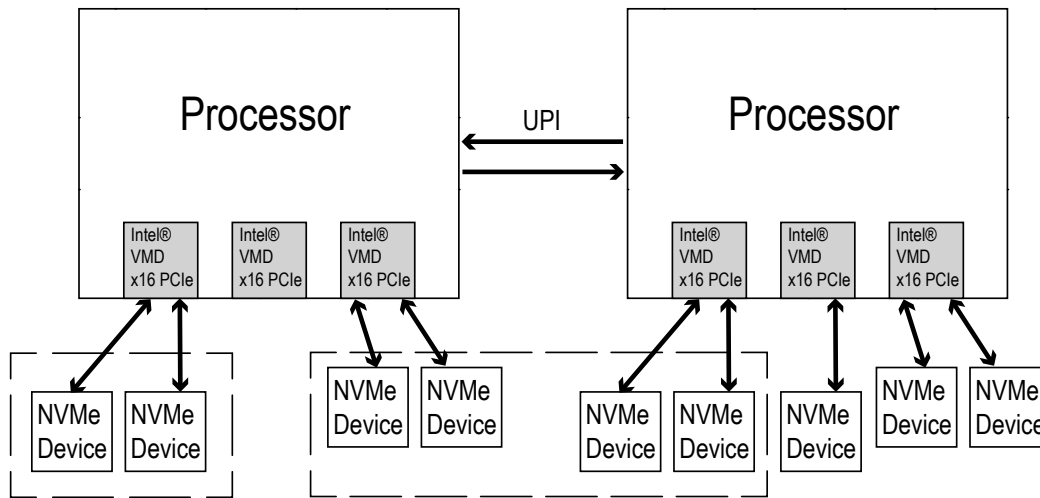 Processor
UPI
Processor
Intel®
VMD
x16 PCIe
Intel®
VMD
x16 PCIe
Intel®
VMD
x16 PCIe
Intel®
VMD
x16 PCIe
Intel®
VMD
x16 PCIe
Intel®
VMD
x16 PCIe
NVMe
Device
NVMe
Device
NVMe
Device
NVMe
Device
NVMe
Device
NVMe
Device
NVMe
Device
NVMe
Device
NVMe
Device